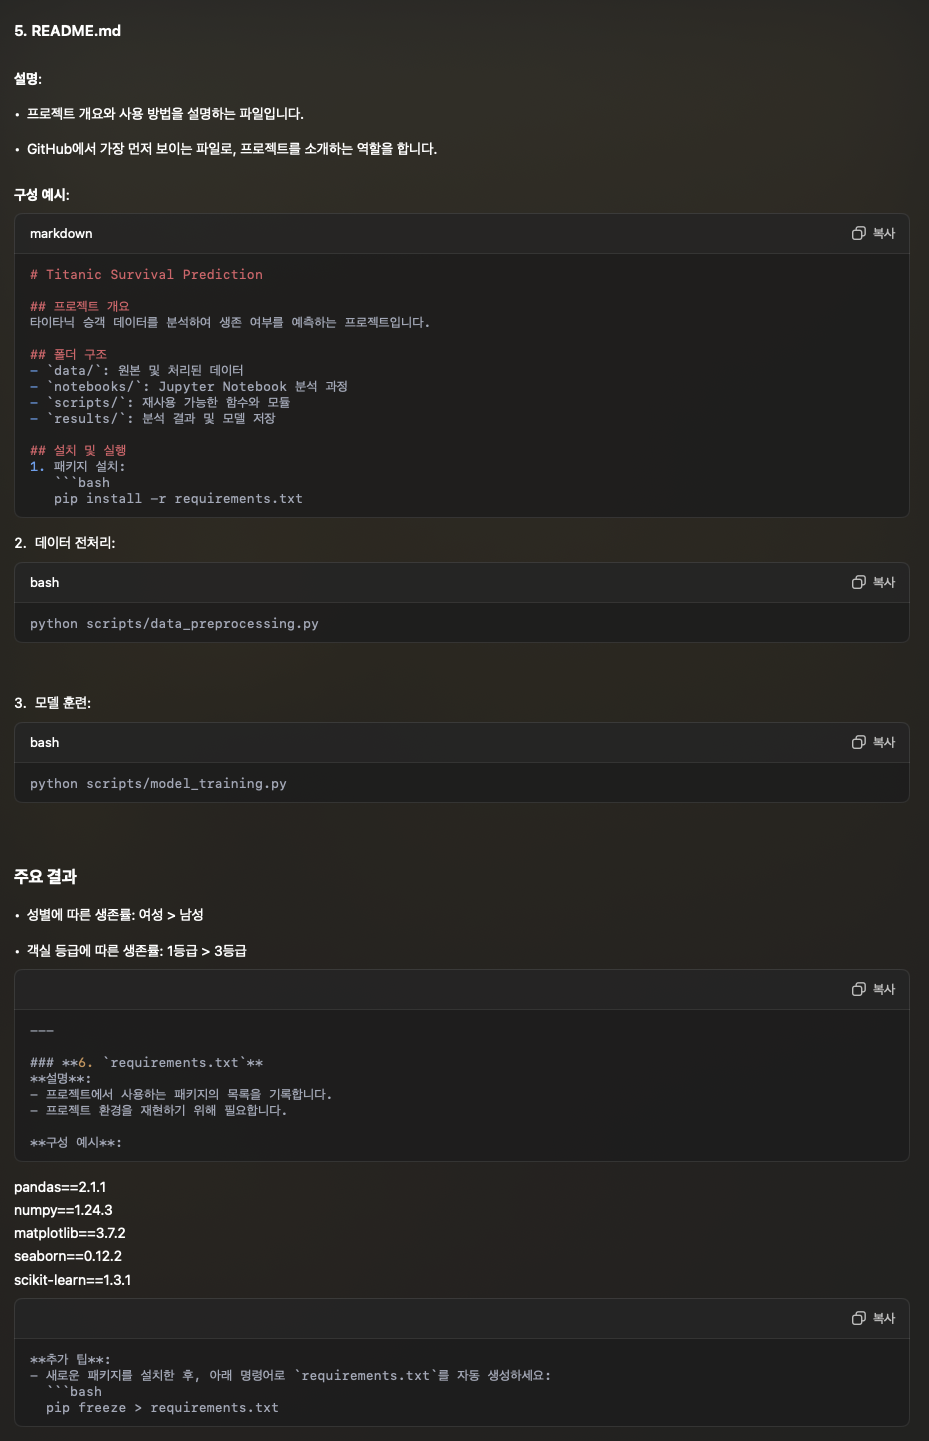 5. README.md
설명:
• 프로젝트 개요와 사용 방법을 설명하는 파일입니다.
• GitHub에서 가장 먼저 보이는 파일로, 프로젝트를 소개하는 역할을 합니다.
구성 예시:
markdown 복사
# Titanic Survival Prediction
## 프로젝트 개요
타이타닉 승객 데이터를 분석하여 생존 여부를 예측하는 프로젝트입니다.
## 폴더 구조
- `data/`: 원본 및 처리된 데이터
- `notebooks/`: Jupyter Notebook 분석 과정
- `scripts/`: 재사용 가능한 함수와 모듈
- `results/`: 분석 결과 및 모델 저장
## 설치 및 실행
1. 패키지 설치:
```bash
pip install -r requirements.txt
2. 데이터 전처리:
bash 복사
python scripts/data_preprocessing.py
3. 모델 훈련:
bash 복사
python scripts/model_training.py
주요 결과
• 성별에 따른 생존률: 여성 > 남성
• 객실 등급에 따른 생존률: 1등급 > 3등급
복사
---
### **6. `requirements.txt`**
**설명**:
- 프로젝트에서 사용하는 패키지의 목록을 기록합니다.
- 프로젝트 환경을 재현하기 위해 필요합니다.
**구성 예시**:
pandas==2.1.1
numpy==1.24.3
matplotlib==3.7.2
seaborn==0.12.2
scikit-learn==1.3.1
복사
**추가 팁**:
- 새로운 패키지를 설치한 후, 아래 명령어로 `requirements.txt`를 자동 생성하세요:
```bash
pip freeze > requirements.txt